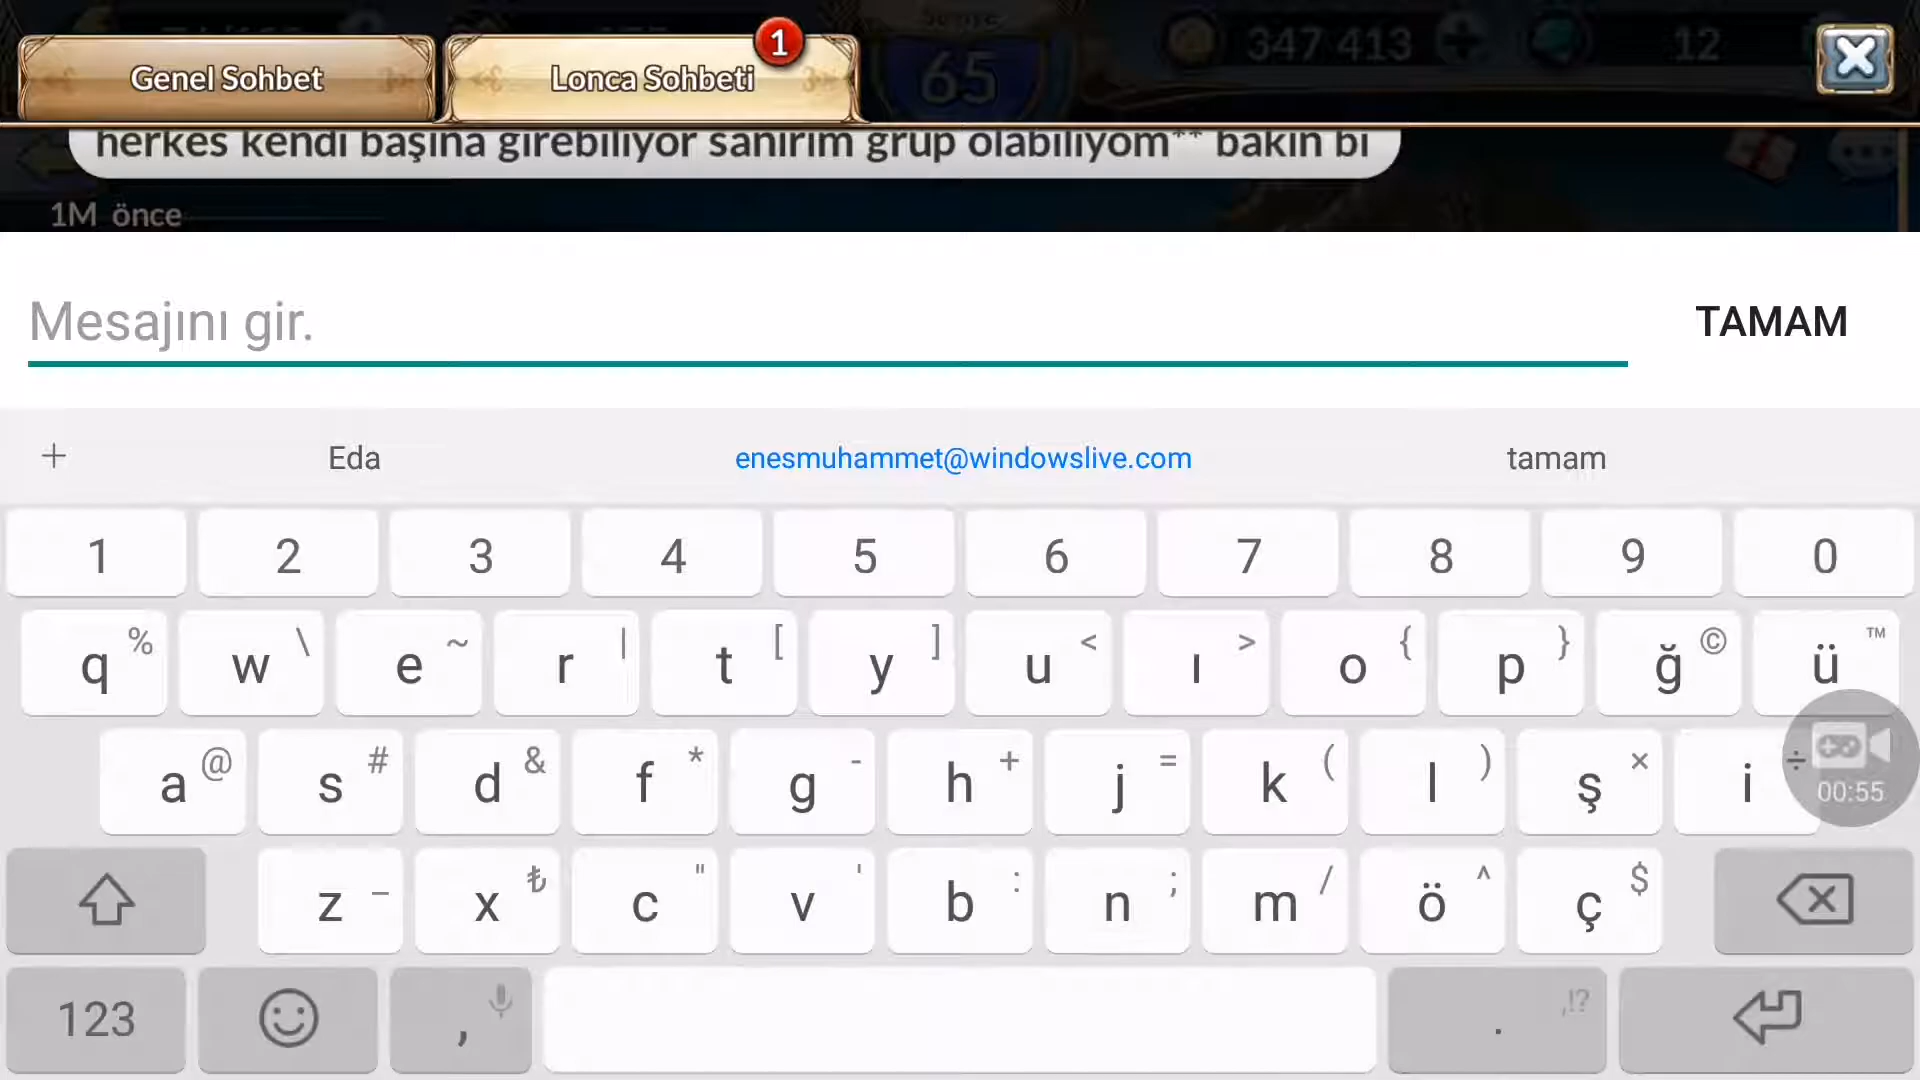 347 413
12
65
Genel Sohbet
Lonca Sohbeti
1
herkes kendi başına girebiliyor sanırım grup olabiliyom** bakın bi
1M önce
Mesajını gir.
TAMAM
+ Eda enesmuhammet@windowslive.com tamam
1 2 3 4 5 6 7 8 9 0
q % w \ e ~ r | t [ y ] u < ı > o { p } ğ © ü ™
a @ s # d & f * g - h + j = k ( l ) ş × i ÷
00:55
z _ x ₺ c " v ' b : n ; m / ö ^ ç $
123 , . ,!?